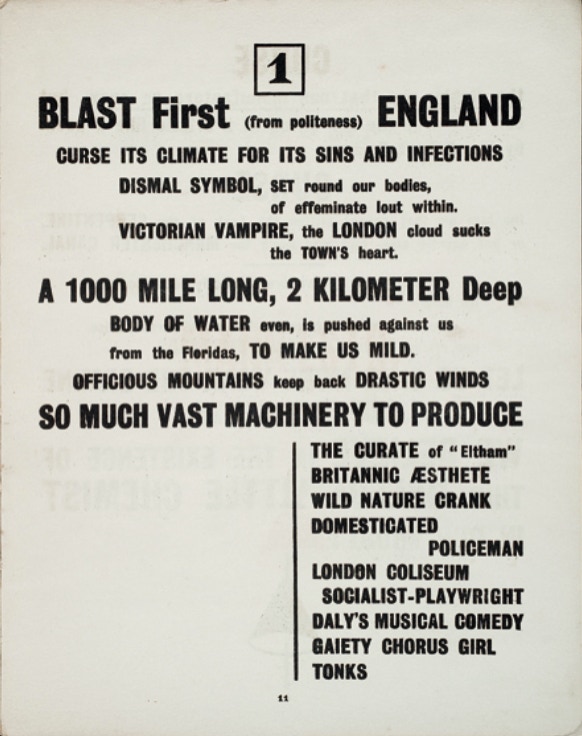 1
BLAST First (from politeness) ENGLAND
CURSE ITS CLIMATE FOR ITS SINS AND INFECTIONS
DISMAL SYMBOL, SET round our bodies,
of effeminate lout within.
VICTORIAN VAMPIRE, the LONDON cloud sucks
the TOWN'S heart.
A 1000 MILE LONG, 2 KILOMETER Deep
BODY OF WATER even, is pushed against us
from the Floridas, TO MAKE US MILD.
OFFICIOUS MOUNTAINS keep back DRASTIC WINDS
SO MUCH VAST MACHINERY TO PRODUCE
THE CURATE of "Eltham"
BRITANNIC ÆSTHETE
WILD NATURE CRANK
DOMESTICATED
POLICEMAN
LONDON COLISEUM
SOCIALIST-PLAYWRIGHT
DALY'S MUSICAL COMEDY
GAIETY CHORUS GIRL
TONKS
11